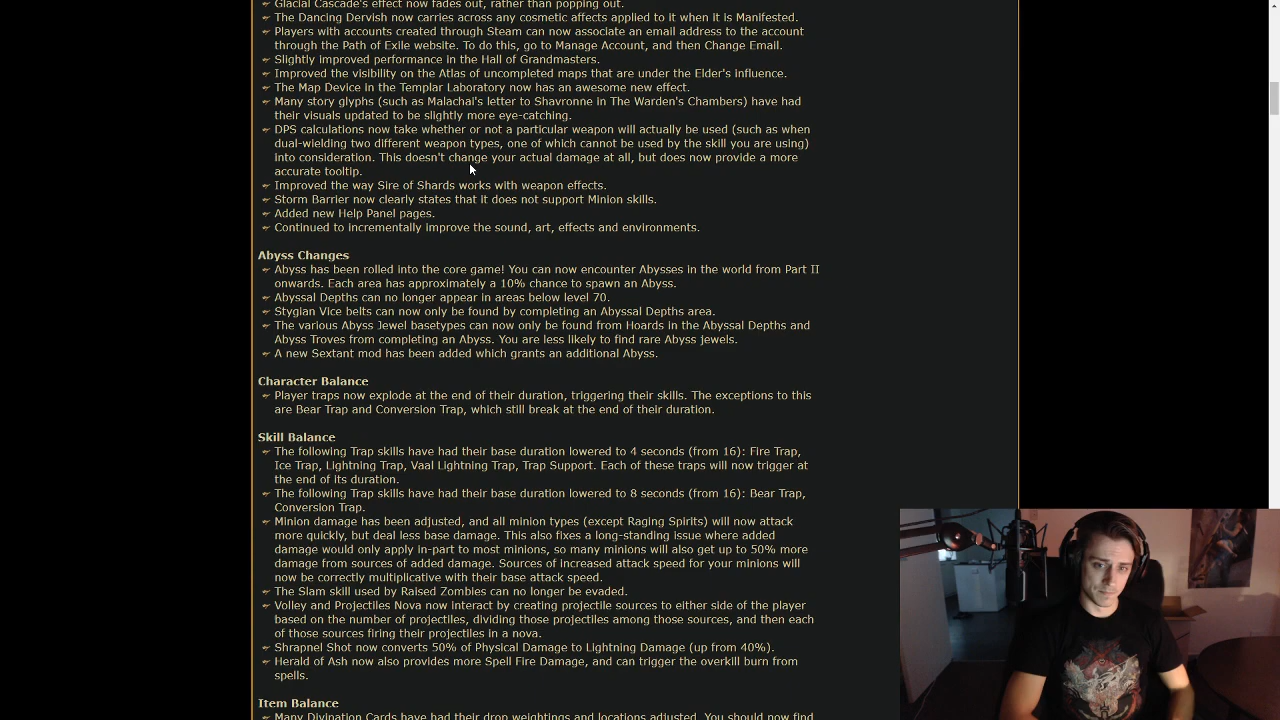 Glacial Cascade's effect now fades out, rather than popping out.
The Dancing Dervish now carries across any cosmetic affects applied to it when it is Manifested.
Players with accounts created through Steam can now associate an email address to the account
through the Path of Exile website. To do this, go to Manage Account, and then Change Email.
Slightly improved performance in the Hall of Grandmasters.
Improved the visibility on the Atlas of uncompleted maps that are under the Elder's influence.
The Map Device in the Templar Laboratory now has an awesome new effect.
Many story glyphs (such as Malachai's letter to Shavronne in The Warden's Chambers) have had
their visuals updated to be slightly more eye-catching.
DPS calculations now take whether or not a particular weapon will actually be used (such as when
dual-wielding two different weapon types, one of which cannot be used by the skill you are using)
into consideration. This doesn't change your actual damage at all, but does now provide a more
accurate tooltip.
Improved the way Sire of Shards works with weapon effects.
Storm Barrier now clearly states that it does not support Minion skills.
Added new Help Panel pages.
Continued to incrementally improve the sound, art, effects and environments.
Abyss Changes
Abyss has been rolled into the core game! You can now encounter Abysses in the world from Part II
onwards. Each area has approximately a 10% chance to spawn an Abyss.
Abyssal Depths can no longer appear in areas below level 70.
Stygian Vice belts can now only be found by completing an Abyssal Depths area.
The various Abyss Jewel basetypes can now only be found from Hoards in the Abyssal Depths and
Abyss Troves from completing an Abyss. You are less likely to find rare Abyss jewels.
A new Sextant mod has been added which grants an additional Abyss.
Character Balance
Player traps now explode at the end of their duration, triggering their skills. The exceptions to this
are Bear Trap and Conversion Trap, which still break at the end of their duration.
Skill Balance
The following Trap skills have had their base duration lowered to 4 seconds (from 16): Fire Trap,
Ice Trap, Lightning Trap, Vaal Lightning Trap, Trap Support. Each of these traps will now trigger at
the end of its duration.
The following Trap skills have had their base duration lowered to 8 seconds (from 16): Bear Trap,
Conversion Trap.
Minion damage has been adjusted, and all minion types (except Raging Spirits) will now attack
more quickly, but deal less base damage. This also fixes a long-standing issue where added
damage would only apply in-part to most minions, so many minions will also get up to 50% more
damage from sources of added damage. Sources of increased attack speed for your minions will
now be correctly multiplicative with their base attack speed.
The Slam skill used by Raised Zombies can no longer be evaded.
Volley and Projectiles Nova now interact by creating projectile sources to either side of the player
based on the number of projectiles, dividing those projectiles among those sources, and then each
of those sources firing their projectiles in a nova.
Shrapnel Shot now converts 50% of Physical Damage to Lightning Damage (up from 40%).
Herald of Ash now also provides more Spell Fire Damage, and can trigger the overkill burn from
spells.
Item Balance
Many Divination Cards have had their drop weightings and locations adjusted. You should now find